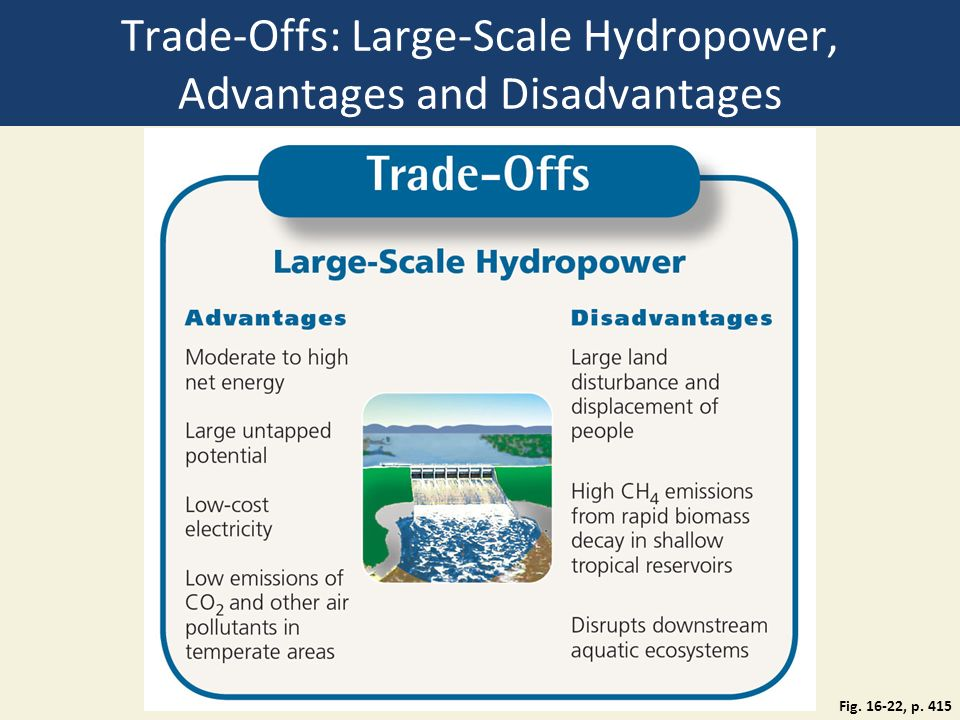 Trade-Offs: Large-Scale Hydropower,
Advantages and Disadvantages
Trade-Offs
Large-Scale Hydropower
Advantages
Moderate to high
net energy
Large untapped
potential
Low-cost
electricity
Low emissions of
CO2 and other air
pollutants in
temperate areas
Disadvantages
Large land
disturbance and
displacement of
people
High CH4 emissions
from rapid biomass
decay in shallow
tropical reservoirs
Disrupts downstream
aquatic ecosystems
Fig. 16-22, p. 415